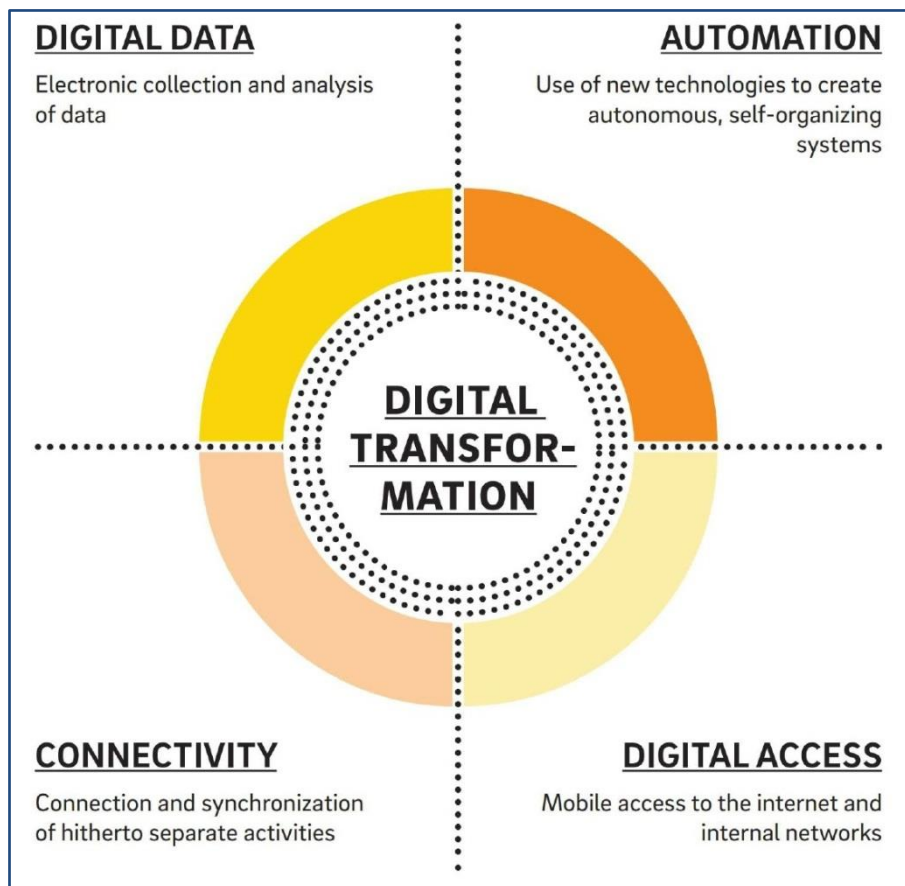 DIGITAL DATA
Electronic collection and analysis
of data
AUTOMATION
Use of new technologies to create
autonomous, self-organizing
systems
DIGITAL
TRANSFOR-
MATION
CONNECTIVITY
Connection and synchronization
of hitherto separate activities
DIGITAL ACCESS
Mobile access to the internet and
internal networks